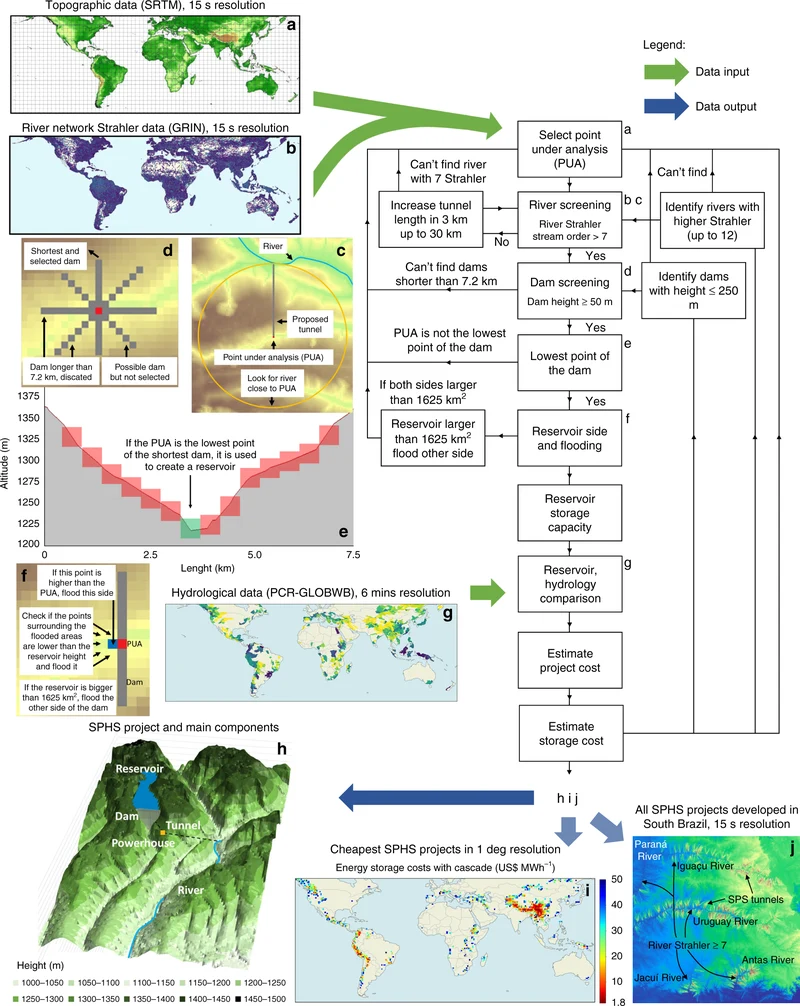 Topographic data (SRTM), 15 s resolution
a
River network Strahler data (GRIN), 15 s resolution
b
Legend:
Data input
Data output
Select point
under analysis
(PUA)
a
Can't find river
with 7 Strahler
Can't find
Increase tunnel
length in 3 km
up to 30 km
No
River screening
River Strahler
stream order > 7
b c
Identify rivers with
higher Strahler
(up to 12)
Yes
Can't find dams
shorter than 7.2 km
Dam screening
Dam height ≥ 50 m
d
Identify dams
with height ≤ 250
m
Yes
PUA is not the lowest
point of the dam
Lowest point of
the dam
e
Yes
If both sides larger
than 1625 km²
Reservoir larger
than 1625 km²
flood other side
Reservoir side
and flooding
f
Reservoir
storage
capacity
Reservoir,
hydrology
comparison
g
Estimate
project cost
Estimate
storage cost
h i j
d
Shortest and
selected dam
Dam longer than
7.2 km, discated
Possible dam
but not selected
c
River
Proposed
tunnel
Point under analysis (PUA)
Look for river
close to PUA
Altitude (m)
1375
1350
1325
1300
1275
1250
1225
1200
If the PUA is the lowest point
of the shortest dam, it is used
to create a reservoir
e
0
2.5
5.0
7.5
Lenght (km)
f
If this point is
higher than the
PUA, flood this side
Check if the points
surrounding the
flooded areas
are lower than the
reservoir height
and flood it
PUA
Dam
If the reservoir is bigger
than 1625 km², flood the
other side of the dam
Hydrological data (PCR-GLOBWB), 6 mins resolution
g
SPHS project and main components
h
Reservoir
Dam
Tunnel
Powerhouse
River
Height (m)
1000–1050
1050–1100
1100–1150
1150–1200
1200–1250
1250–1300
1300–1350
1350–1400
1400–1450
1450–1500
Cheapest SPHS projects in 1 deg resolution
Energy storage costs with cascade (US$ MWh⁻¹)
i
50
40
30
20
10
1.8
All SPHS projects developed in
South Brazil, 15 s resolution
j
Paraná
River
Iguaçu River
SPS tunnels
Uruguay River
River Strahler ≥ 7
Antas River
Jacuí River